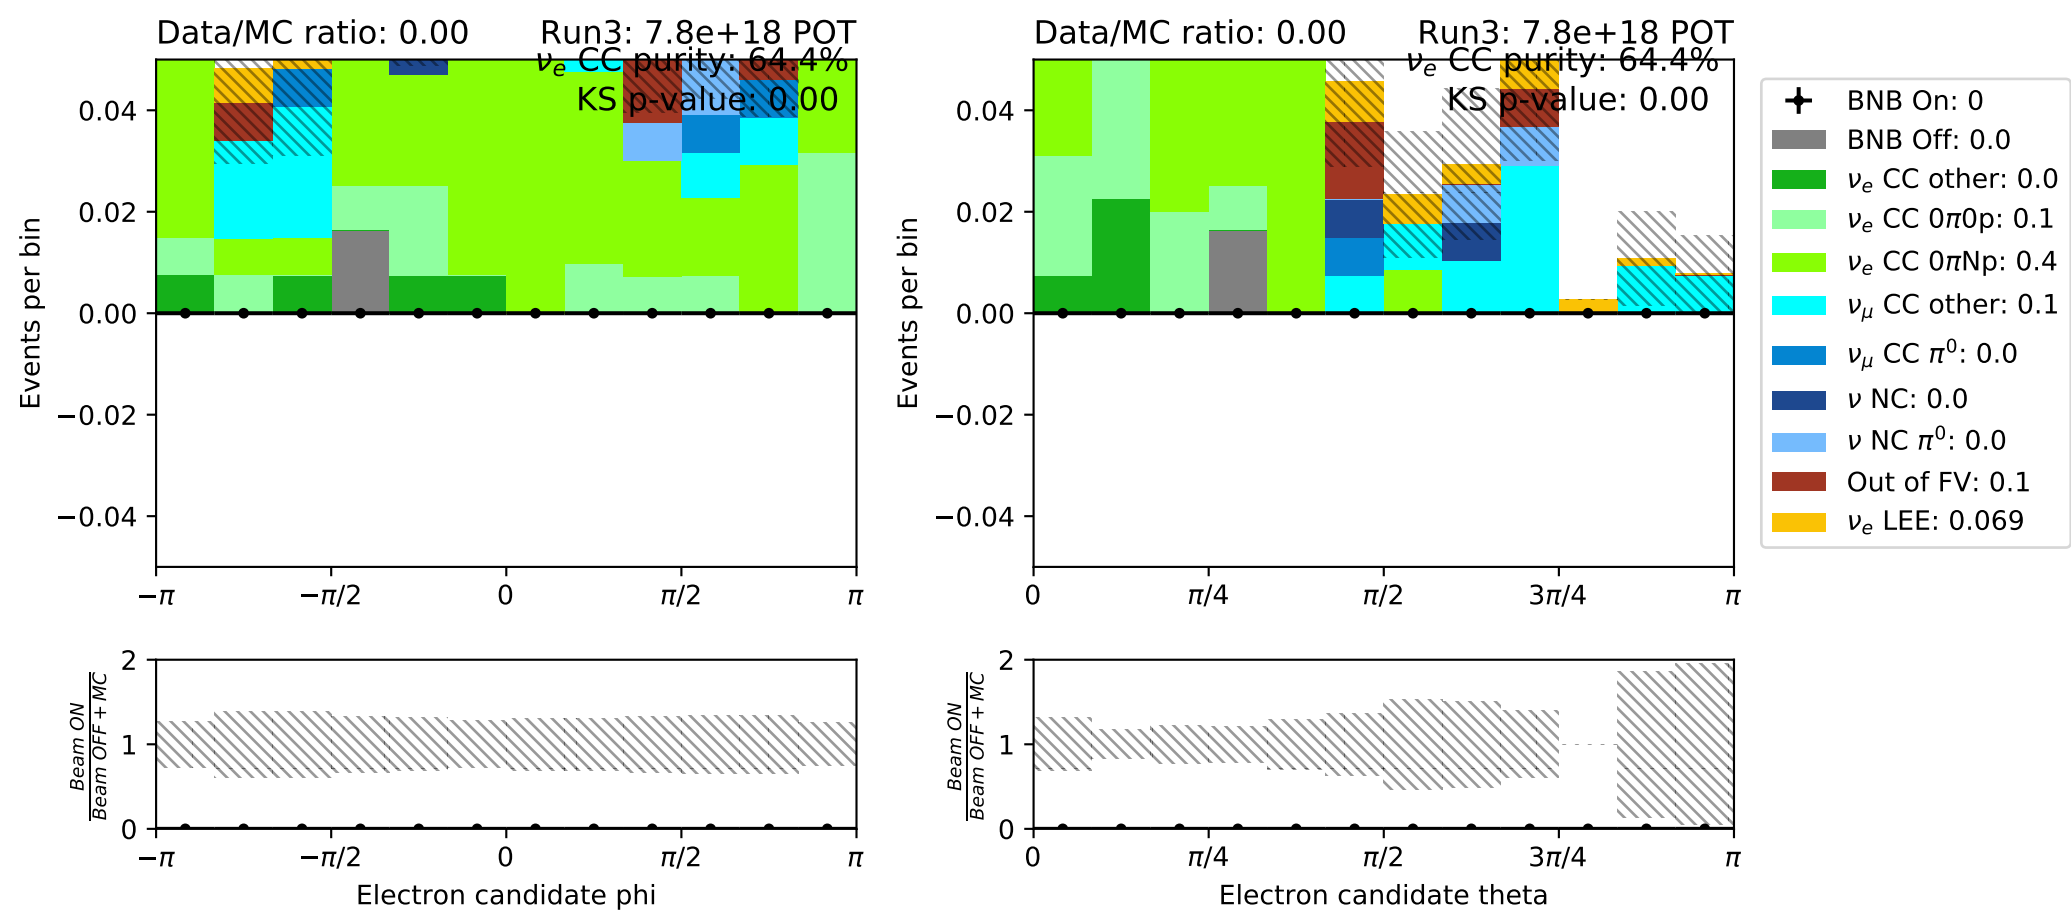 Data/MC ratio: 0.00
Run3: 7.8e+18 POT
νe CC purity: 64.4%
KS p-value: 0.00
Events per bin
0.04
0.02
0.00
−0.02
−0.04
−π
−π/2
0
π/2
π
Data/MC ratio: 0.00
Run3: 7.8e+18 POT
νe CC purity: 64.4%
KS p-value: 0.00
Events per bin
0.04
0.02
0.00
−0.02
−0.04
0
π/4
π/2
3π/4
π
BNB On: 0
BNB Off: 0.0
νe CC other: 0.0
νe CC 0π0p: 0.1
νe CC 0πNp: 0.4
νμ CC other: 0.1
νμ CC π⁰: 0.0
ν NC: 0.0
ν NC π⁰: 0.0
Out of FV: 0.1
νe LEE: 0.069
Beam ON
Beam OFF + MC
2
1
0
−π
−π/2
0
π/2
π
Electron candidate phi
Beam ON
Beam OFF + MC
2
1
0
0
π/4
π/2
3π/4
π
Electron candidate theta